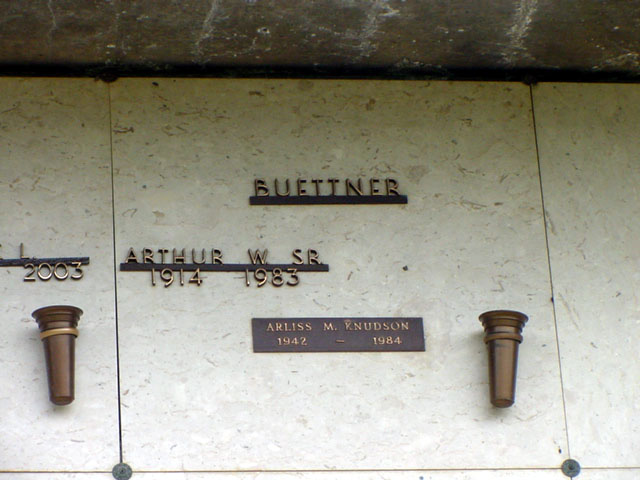 BUETTNER
L.
2003
ARTHUR W. SR.
1914 1983
ARLISS M. KNUDSON
1942 – 1984